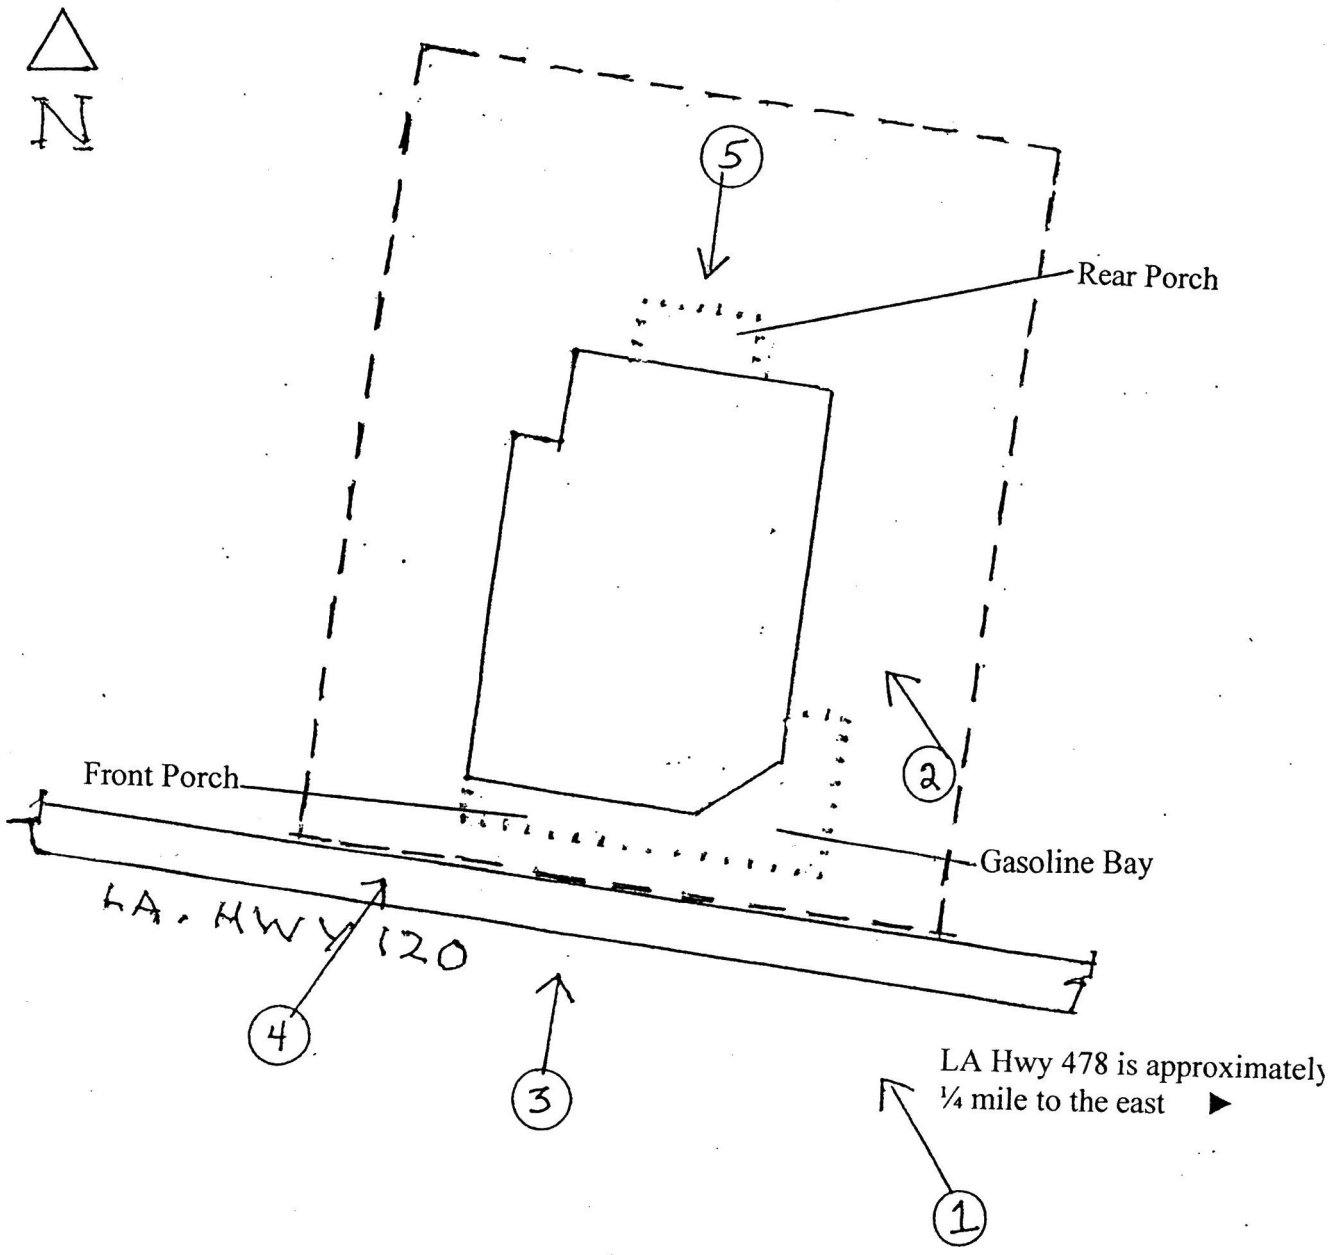 N
5
Rear Porch
2
Front Porch
Gasoline Bay
LA. HWY 120
4
3
LA Hwy 478 is approximately
¼ mile to the east
1